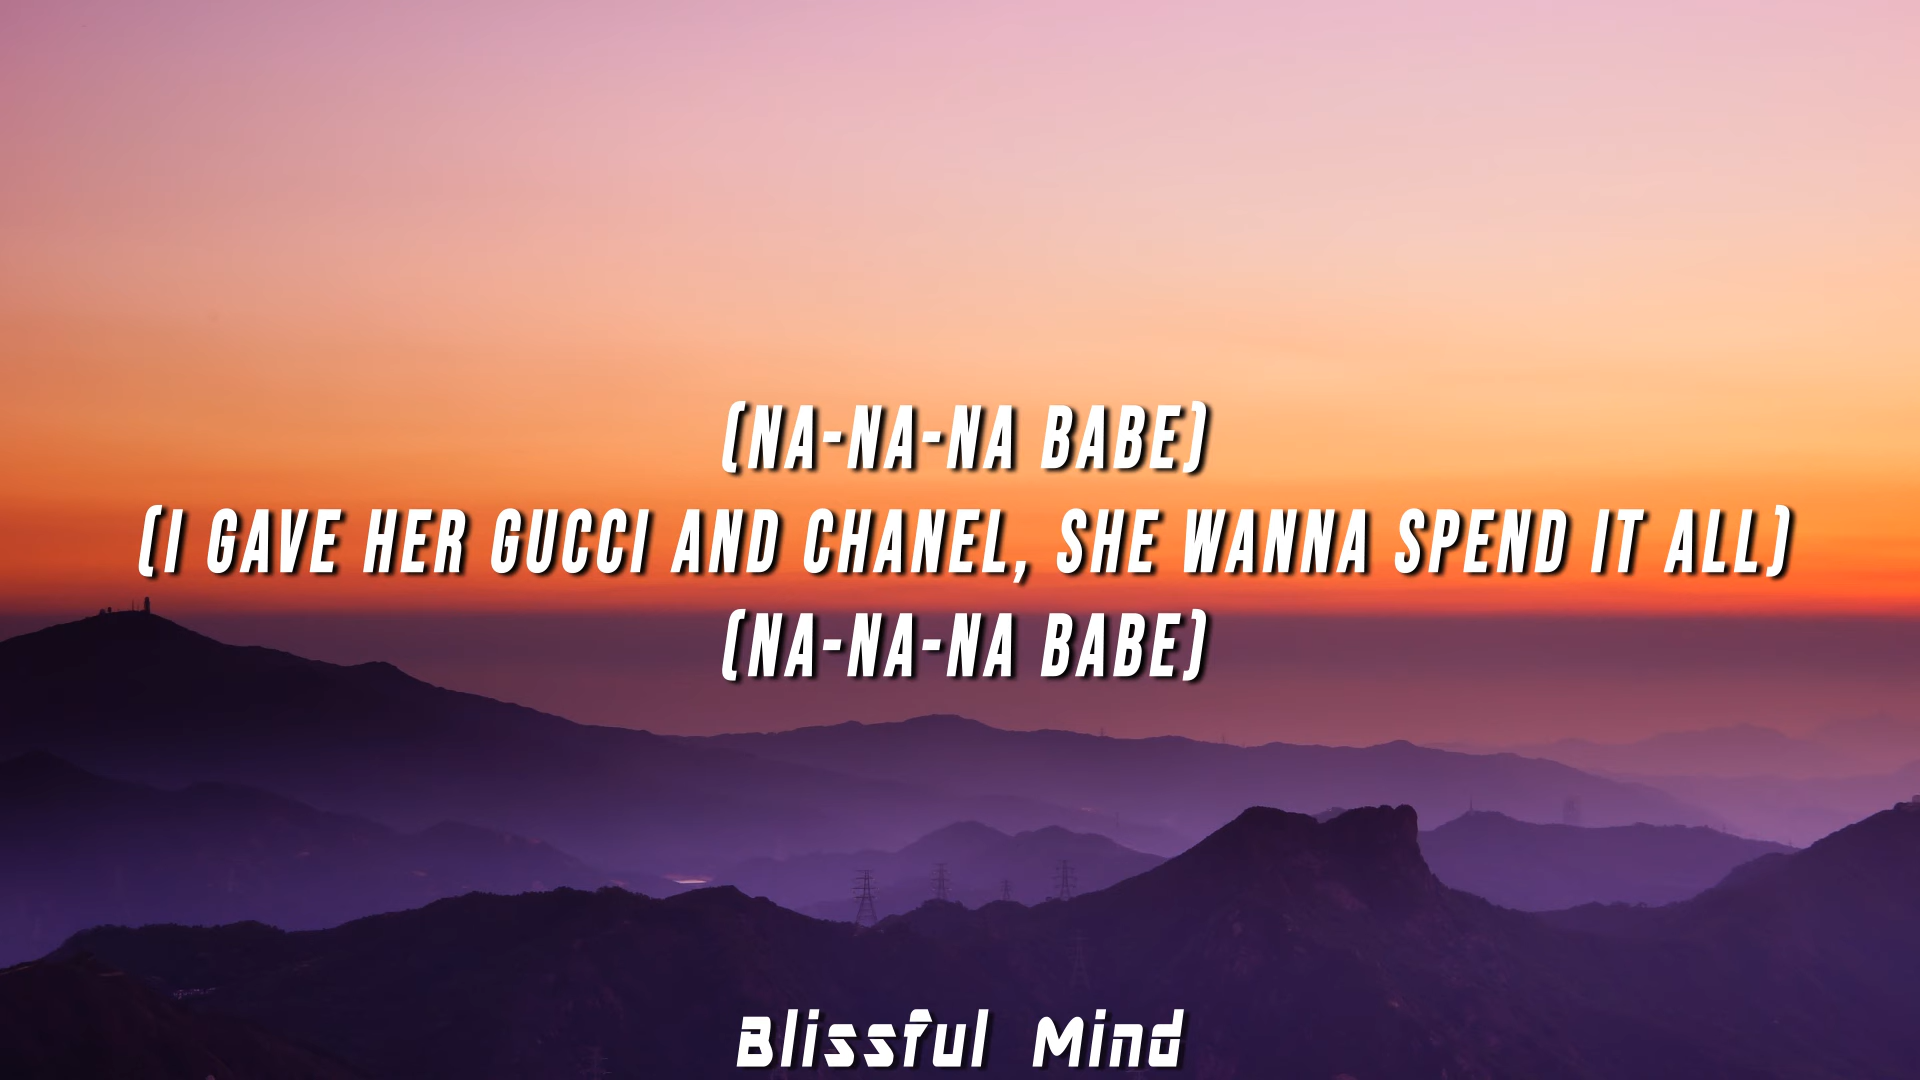 (NA-NA-NA BABE)
(I GAVE HER GUCCI AND CHANEL, SHE WANNA SPEND IT ALL)
(NA-NA-NA BABE)
Blissful Mind